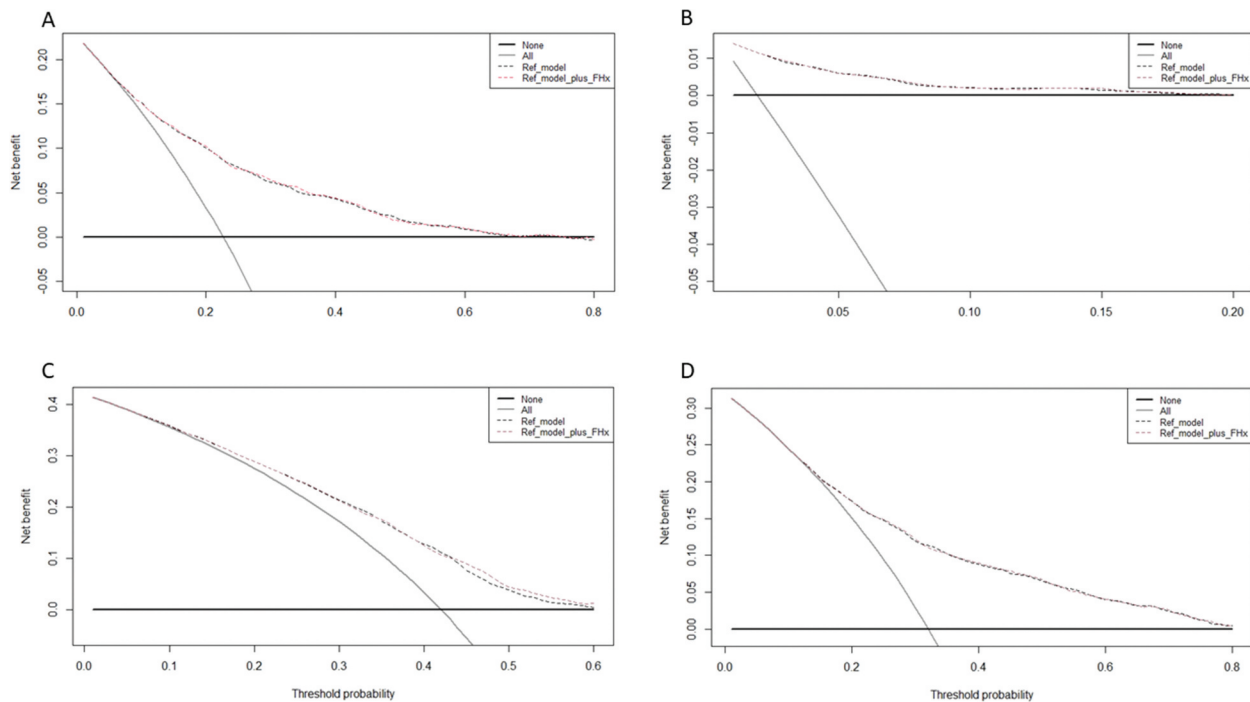 A
B
None
All
Ref_model
Ref_model_plus_FHx
None
All
Ref_model
Ref_model_plus_FHx
Net benefit
0.20
0.15
0.10
0.05
0.00
-0.05
0.0
0.2
0.4
0.6
0.8
Net benefit
0.01
0.00
-0.01
-0.02
-0.03
-0.04
-0.05
0.05
0.10
0.15
0.20
C
D
None
All
Ref_model
Ref_model_plus_FHx
None
All
Ref_model
Ref_model_plus_FHx
Net benefit
0.4
0.3
0.2
0.1
0.0
0.0
0.1
0.2
0.3
0.4
0.5
0.6
Threshold probability
Net benefit
0.30
0.25
0.20
0.15
0.10
0.05
0.00
0.0
0.2
0.4
0.6
0.8
Threshold probability